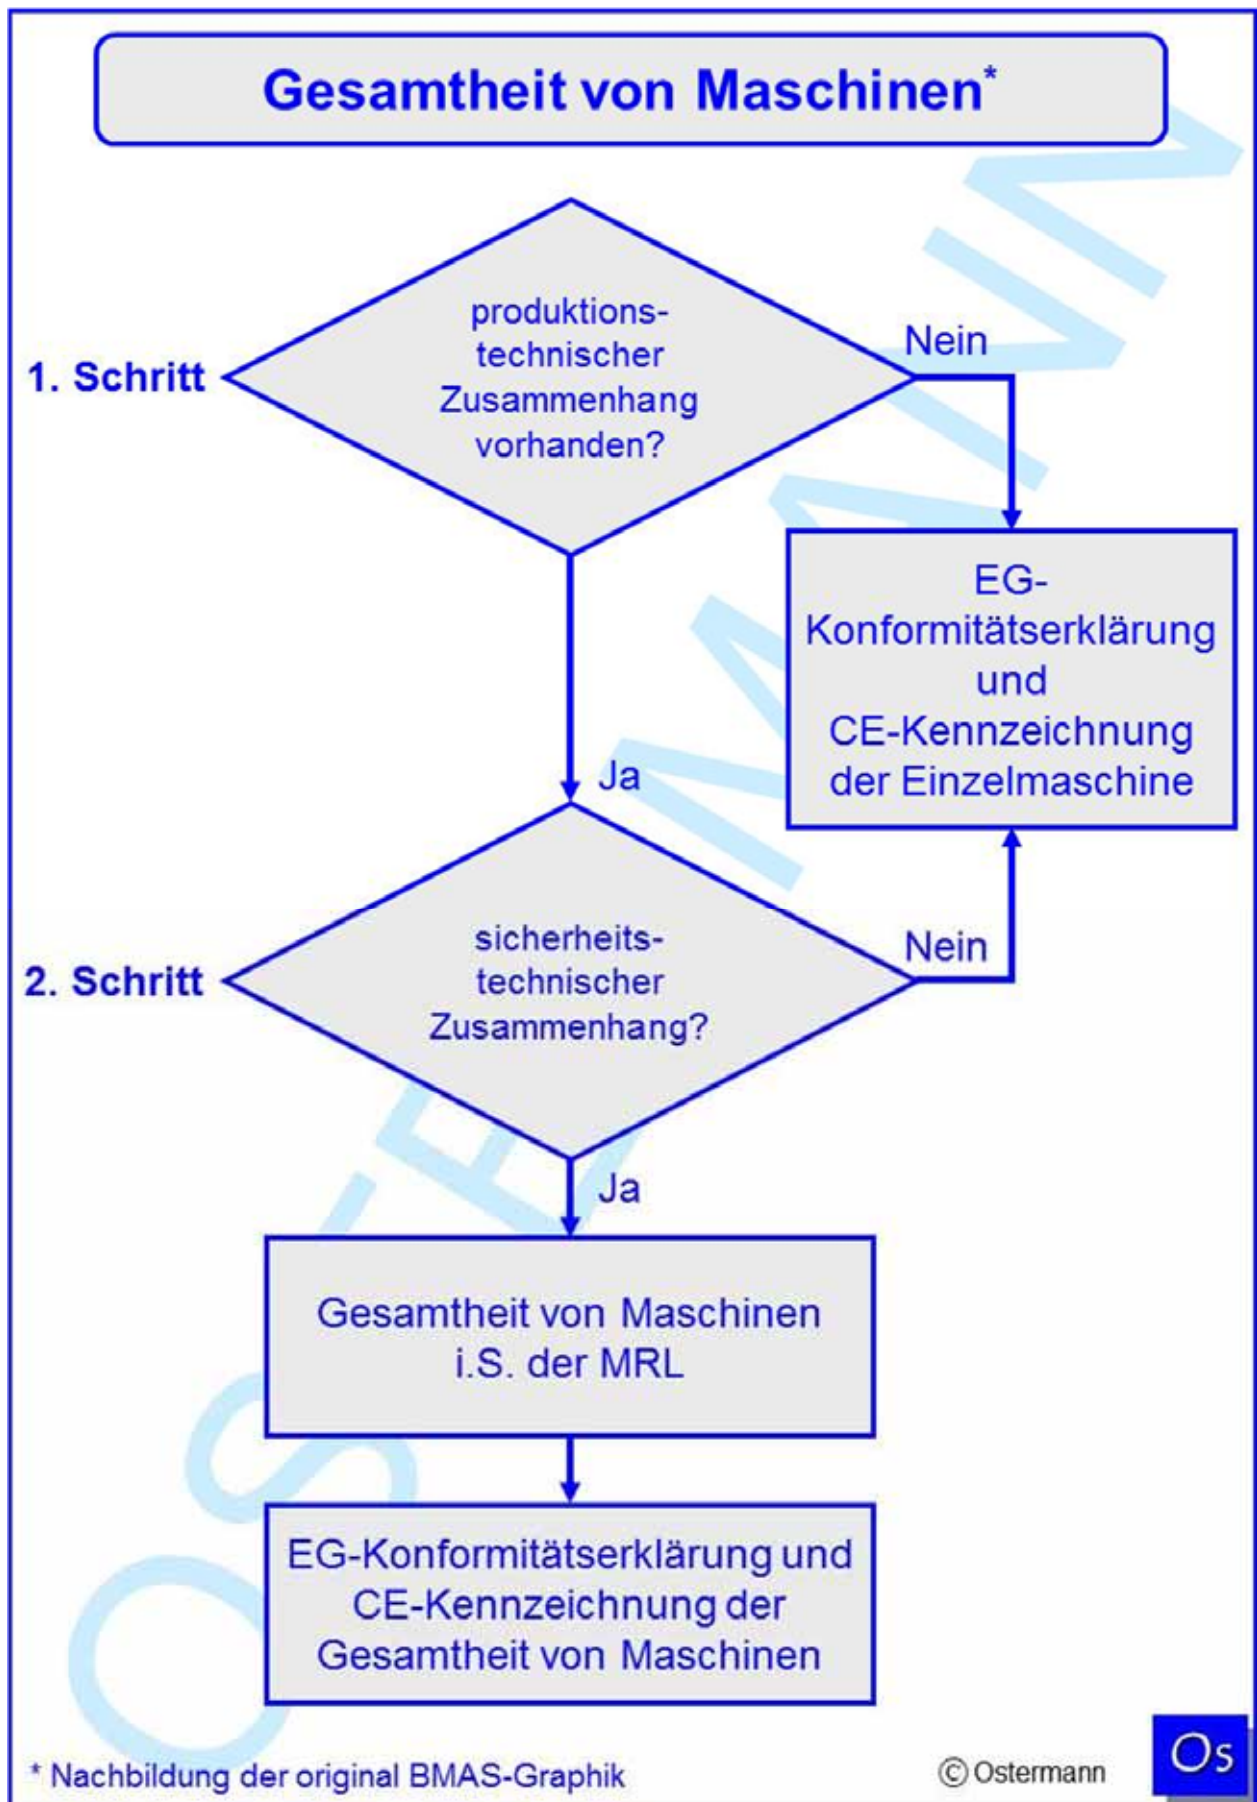 Gesamtheit von Maschinen*
produktions-
technischer
Zusammenhang
vorhanden?
1. Schritt
Nein
EG-
Konformitätserklärung
und
CE-Kennzeichnung
der Einzelmaschine
Ja
sicherheits-
technischer
Zusammenhang?
2. Schritt
Nein
Ja
Gesamtheit von Maschinen
i.S. der MRL
EG-Konformitätserklärung und
CE-Kennzeichnung der
Gesamtheit von Maschinen
* Nachbildung der original BMAS-Graphik
© Ostermann
Os
OSTERMANN